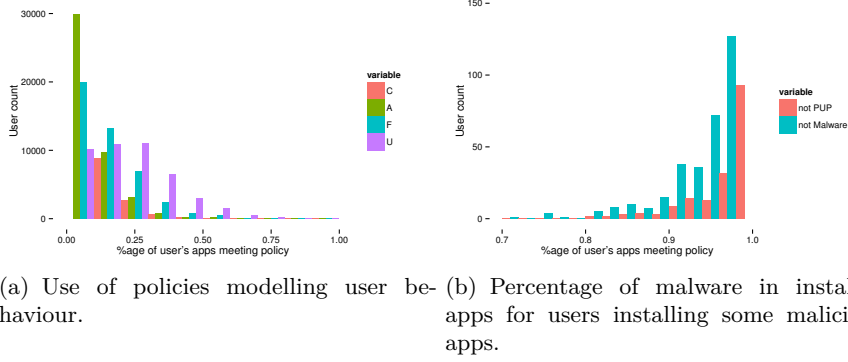 30000
20000
10000
0
User count
0.00 0.25 0.50 0.75 1.00
%age of user's apps meeting policy
variable
C
A
F
U
150
100
50
0
User count
0.7 0.8 0.9 1.0
%age of user's apps meeting policy
variable
not PUP
not Malware
(a) Use of policies modelling user be-
haviour.
(b) Percentage of malware in instal
apps for users installing some malici
apps.